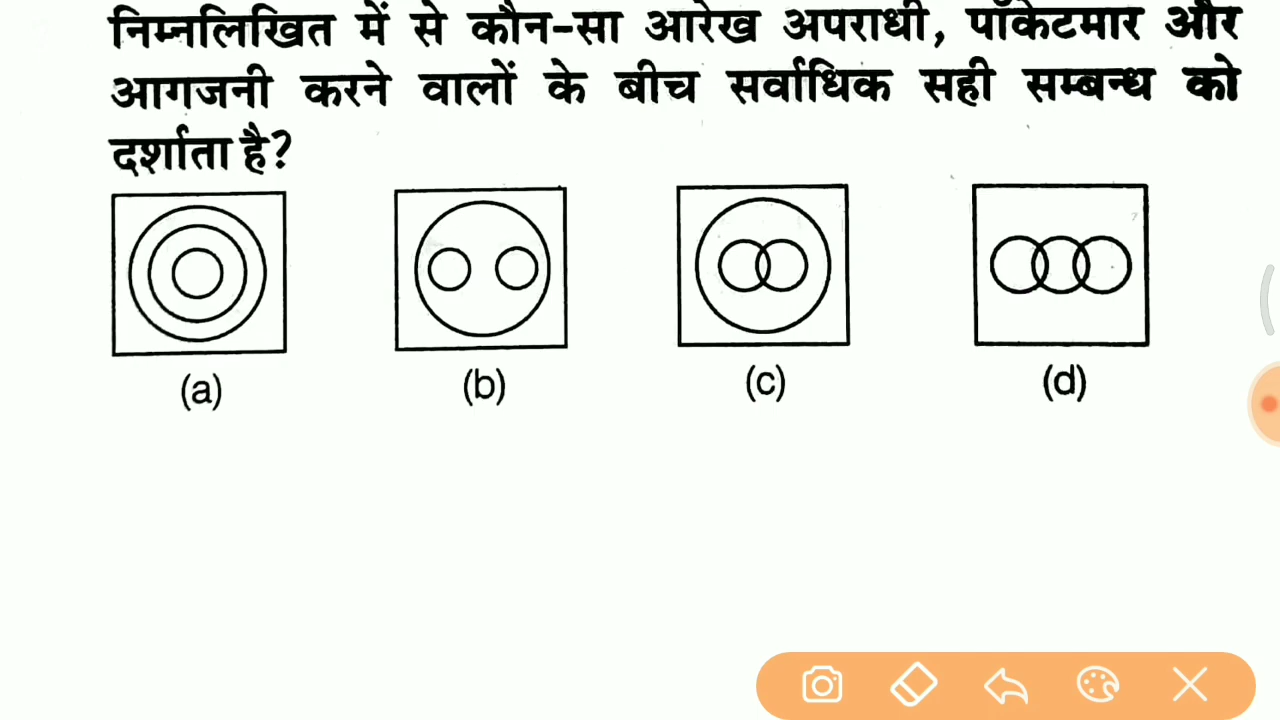 निम्नलिखित में से कौन-सा आरेख अपराधी, पॉकेटमार और
आगजनी करने वालों के बीच सर्वाधिक सही सम्बन्ध को
दर्शाता है?
(a) (b) (c) (d)